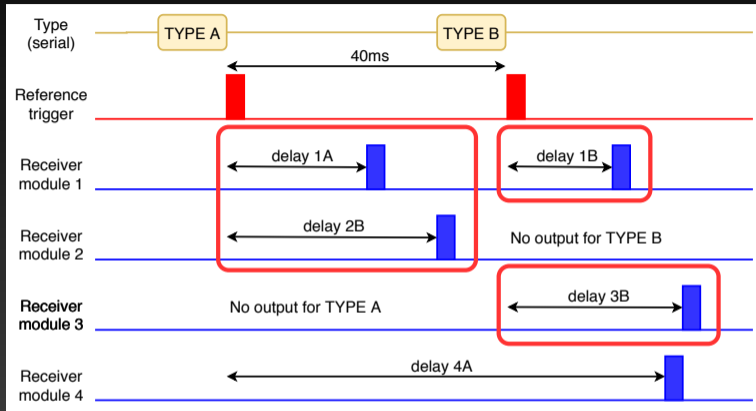 Type
(serial)
TYPE A
TYPE B
40ms
Reference
trigger
Receiver
module 1
delay 1A
delay 1B
Receiver
module 2
delay 2B
No output for TYPE B
Receiver
module 3
No output for TYPE A
delay 3B
Receiver
module 4
delay 4A